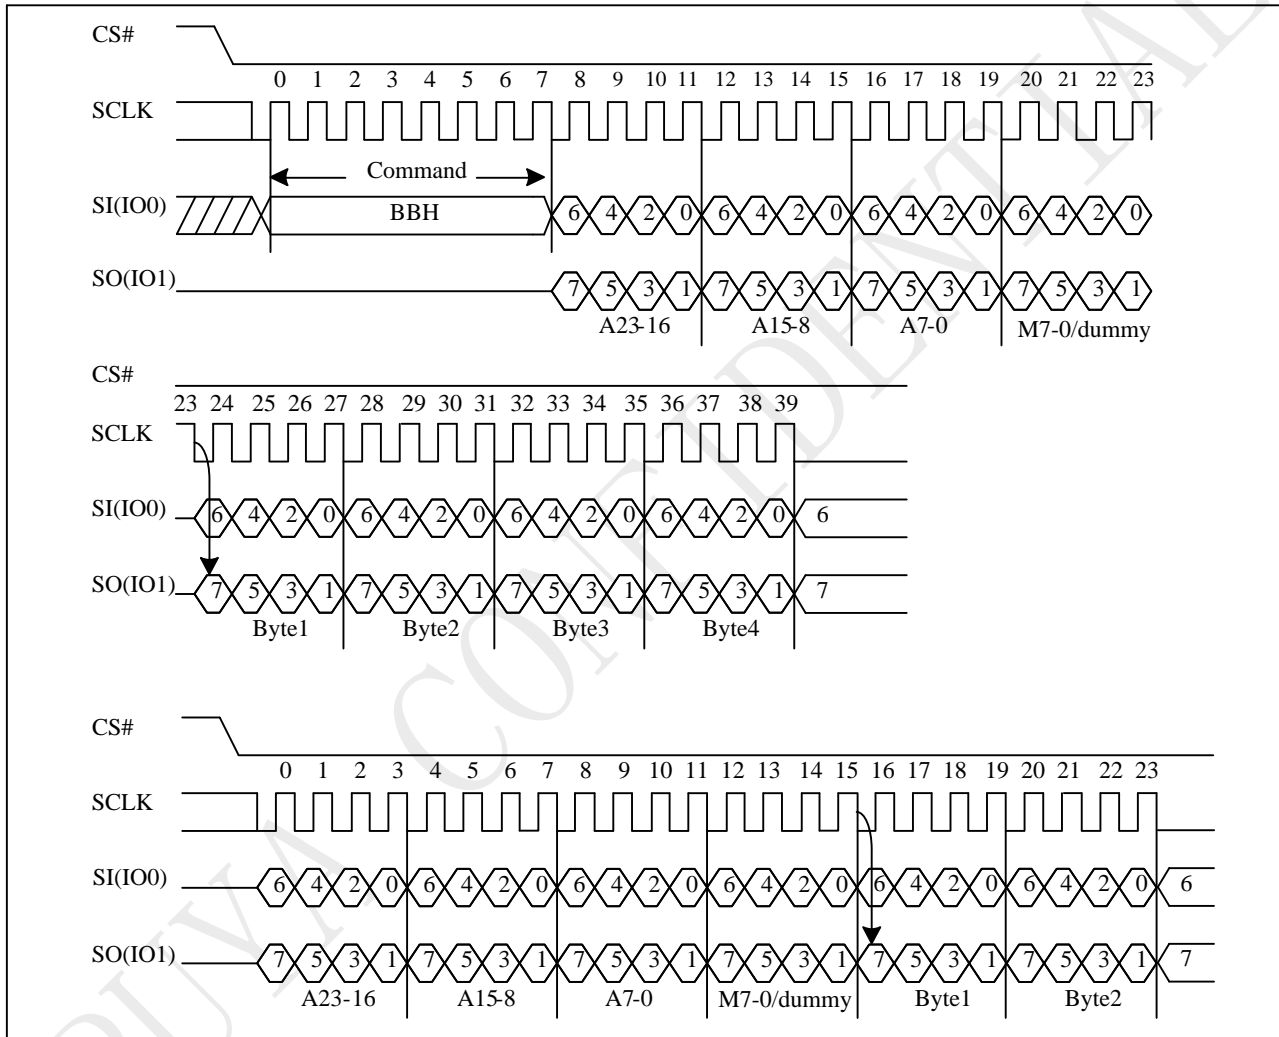 CS#
0 1 2 3 4 5 6 7 8 9 10 11 12 13 14 15 16 17 18 19 20 21 22 23
SCLK
Command
SI(IO0) BBH 6 4 2 0 6 4 2 0 6 4 2 0 6 4 2 0
SO(IO1) 7 5 3 1 7 5 3 1 7 5 3 1 7 5 3 1
A23-16 A15-8 A7-0 M7-0/dummy
CS#
23 24 25 26 27 28 29 30 31 32 33 34 35 36 37 38 39
SCLK
SI(IO0) 6 4 2 0 6 4 2 0 6 4 2 0 6 4 2 0 6
SO(IO1) 7 5 3 1 7 5 3 1 7 5 3 1 7 5 3 1 7
Byte1 Byte2 Byte3 Byte4
CS#
0 1 2 3 4 5 6 7 8 9 10 11 12 13 14 15 16 17 18 19 20 21 22 23
SCLK
SI(IO0) 6 4 2 0 6 4 2 0 6 4 2 0 6 4 2 0 6 4 2 0 6 4 2 0 6
SO(IO1) 7 5 3 1 7 5 3 1 7 5 3 1 7 5 3 1 7 5 3 1 7 5 3 1 7
A23-16 A15-8 A7-0 M7-0/dummy Byte1 Byte2
PUYA CONFIDENTIAL